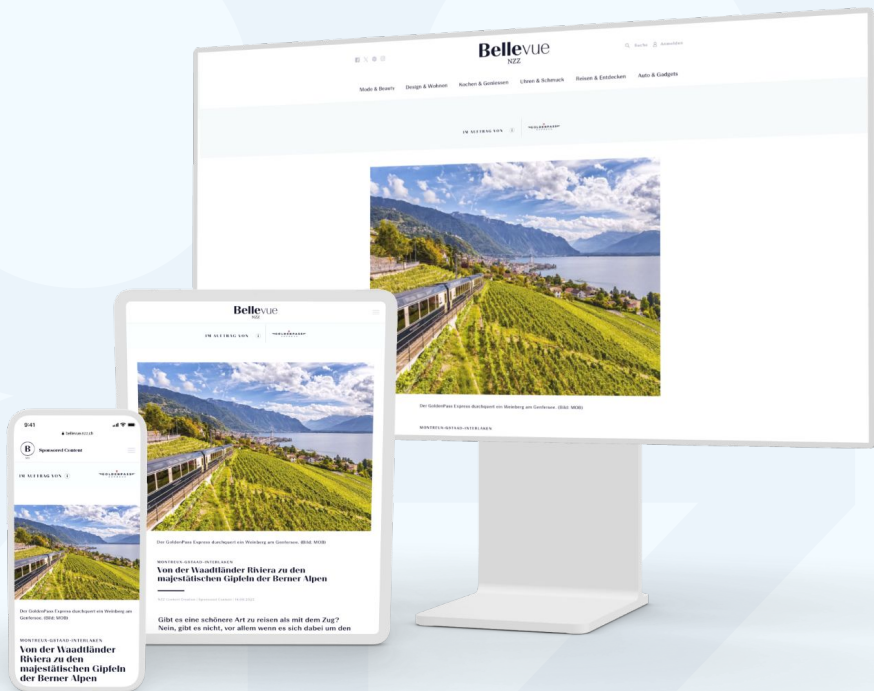 Bellevue
NZZ
Suche
Anmelden
Mode & Beauty Design & Wohnen Kochen & Geniessen Uhren & Schmuck Reisen & Entdecken Auto & Gadgets
IM AUFTRAG VON
GOLDENPASS
Der GoldenPass Express durchquert ein Weinberg am Genfersee. (Bild: MOB)
MONTREUX-GSTAAD-INTERLAKEN
Bellevue
NZZ
IM AUFTRAG VON
GOLDENPASS
Der GoldenPass Express durchquert ein Weinberg am Genfersee. (Bild: MOB)
MONTREUX-GSTAAD-INTERLAKEN
Von der Waadtländer Riviera zu den
majestätischen Gipfeln der Berner Alpen
Gibt es eine schönere Art zu reisen als mit dem Zug?
Nein, gibt es nicht, vor allem wenn es sich dabei um den
9:41
bellevue.nzz.ch
B
Sponsored Content
IM AUFTRAG VON
GOLDENPASS
Der GoldenPass Express durchquert ein Weinberg am
Genfersee. (Bild: MOB)
MONTREUX-GSTAAD-INTERLAKEN
Von der Waadtländer
Riviera zu den
majestätischen Gipfeln
der Berner Alpen